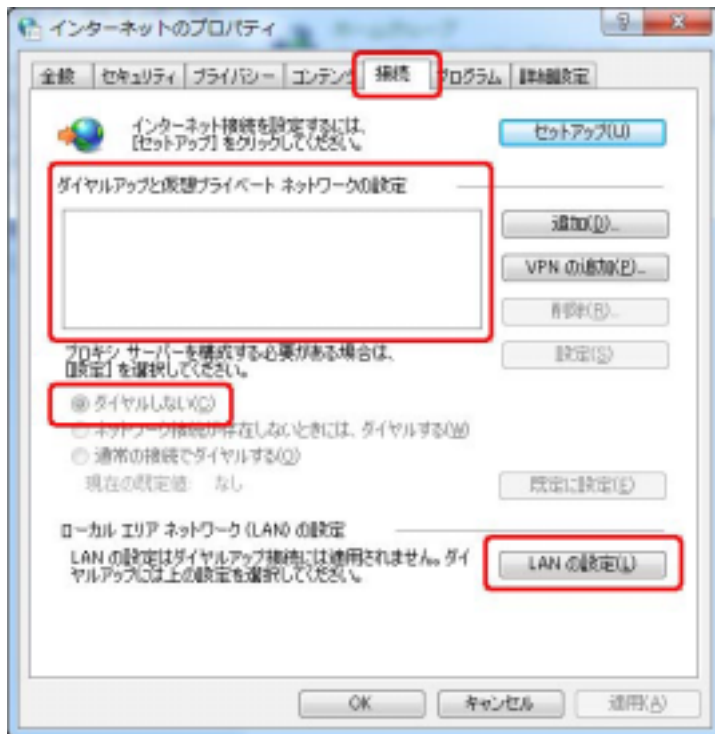 インターネットのプロパティ
全般 セキュリティ プライバシー コンテンツ 接続 プログラム 詳細設定
インターネット接続を設定するには、
[セットアップ] をクリックしてください。
セットアップ(U)
ダイヤルアップと仮想プライベート ネットワークの設定
追加(D)...
VPN の追加(P)...
削除(R)...
プロキシ サーバーを構成する必要がある場合は、
[設定] を選択してください。
設定(S)
ダイヤルしない(C)
ネットワーク接続が存在しないときには、ダイヤルする(W)
通常の接続でダイヤルする(O)
現在の既定値: なし
既定に設定(E)
ローカル エリア ネットワーク (LAN) の設定
LAN の設定はダイヤルアップ接続には適用されません。ダイ
ヤルアップには上の設定を選択してください。
LAN の設定(L)
OK キャンセル 適用(A)